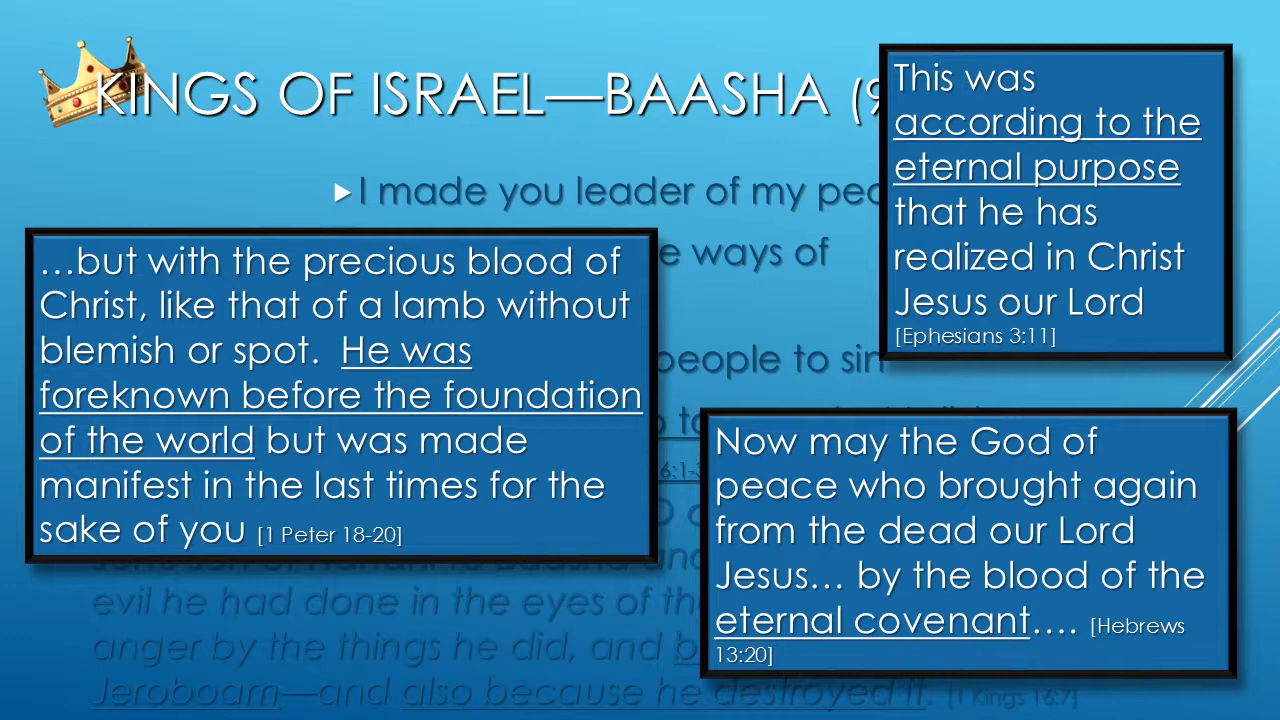 KINGS OF ISRAEL—BAASHA (9
I made you leader of my peo
e ways of
people to sin
6:1-3
evil he had done in the eyes of the
anger by the things he did, and b
Jeroboam—and also because he destroyed it. [1 Kings 16:7]
…but with the precious blood of
Christ, like that of a lamb without
blemish or spot. He was
foreknown before the foundation
of the world but was made
manifest in the last times for the
sake of you [1 Peter 18-20]
This was
according to the
eternal purpose
that he has
realized in Christ
Jesus our Lord
[Ephesians 3:11]
Now may the God of
peace who brought again
from the dead our Lord
Jesus… by the blood of the
eternal covenant…. [Hebrews
13:20]